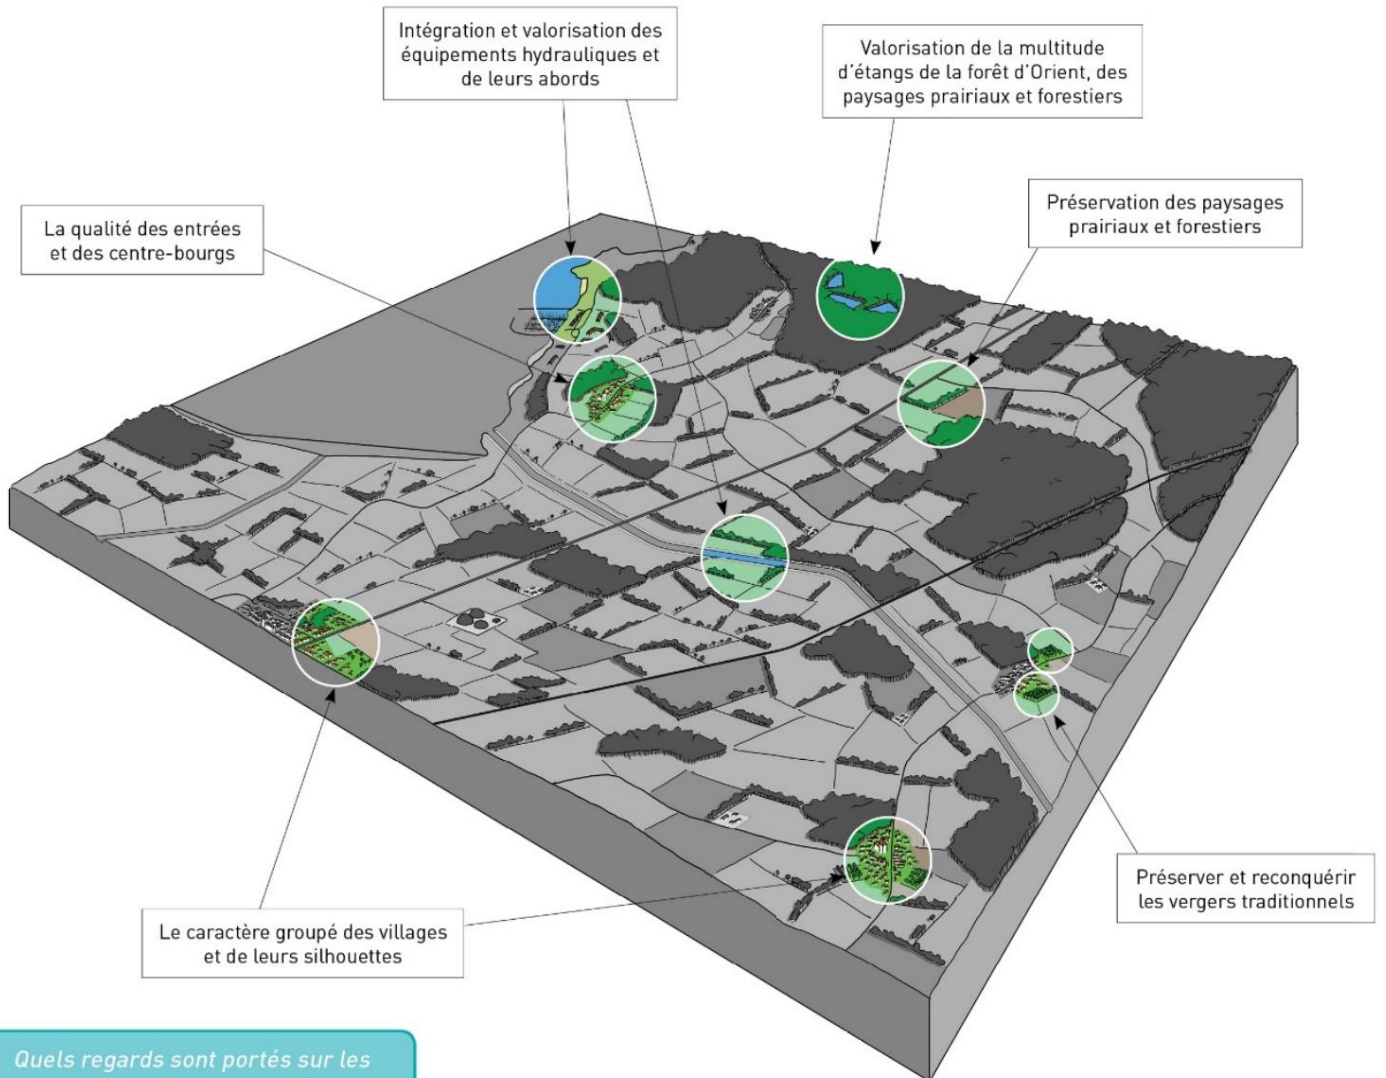 Intégration et valorisation des
équipements hydrauliques et
de leurs abords
Valorisation de la multitude
d'étangs de la forêt d'Orient, des
paysages prairiaux et forestiers
Préservation des paysages
prairiaux et forestiers
La qualité des entrées
et des centre-bourgs
Préserver et reconquérir
les vergers traditionnels
Le caractère groupé des villages
et de leurs silhouettes
Quels regards sont portés sur les